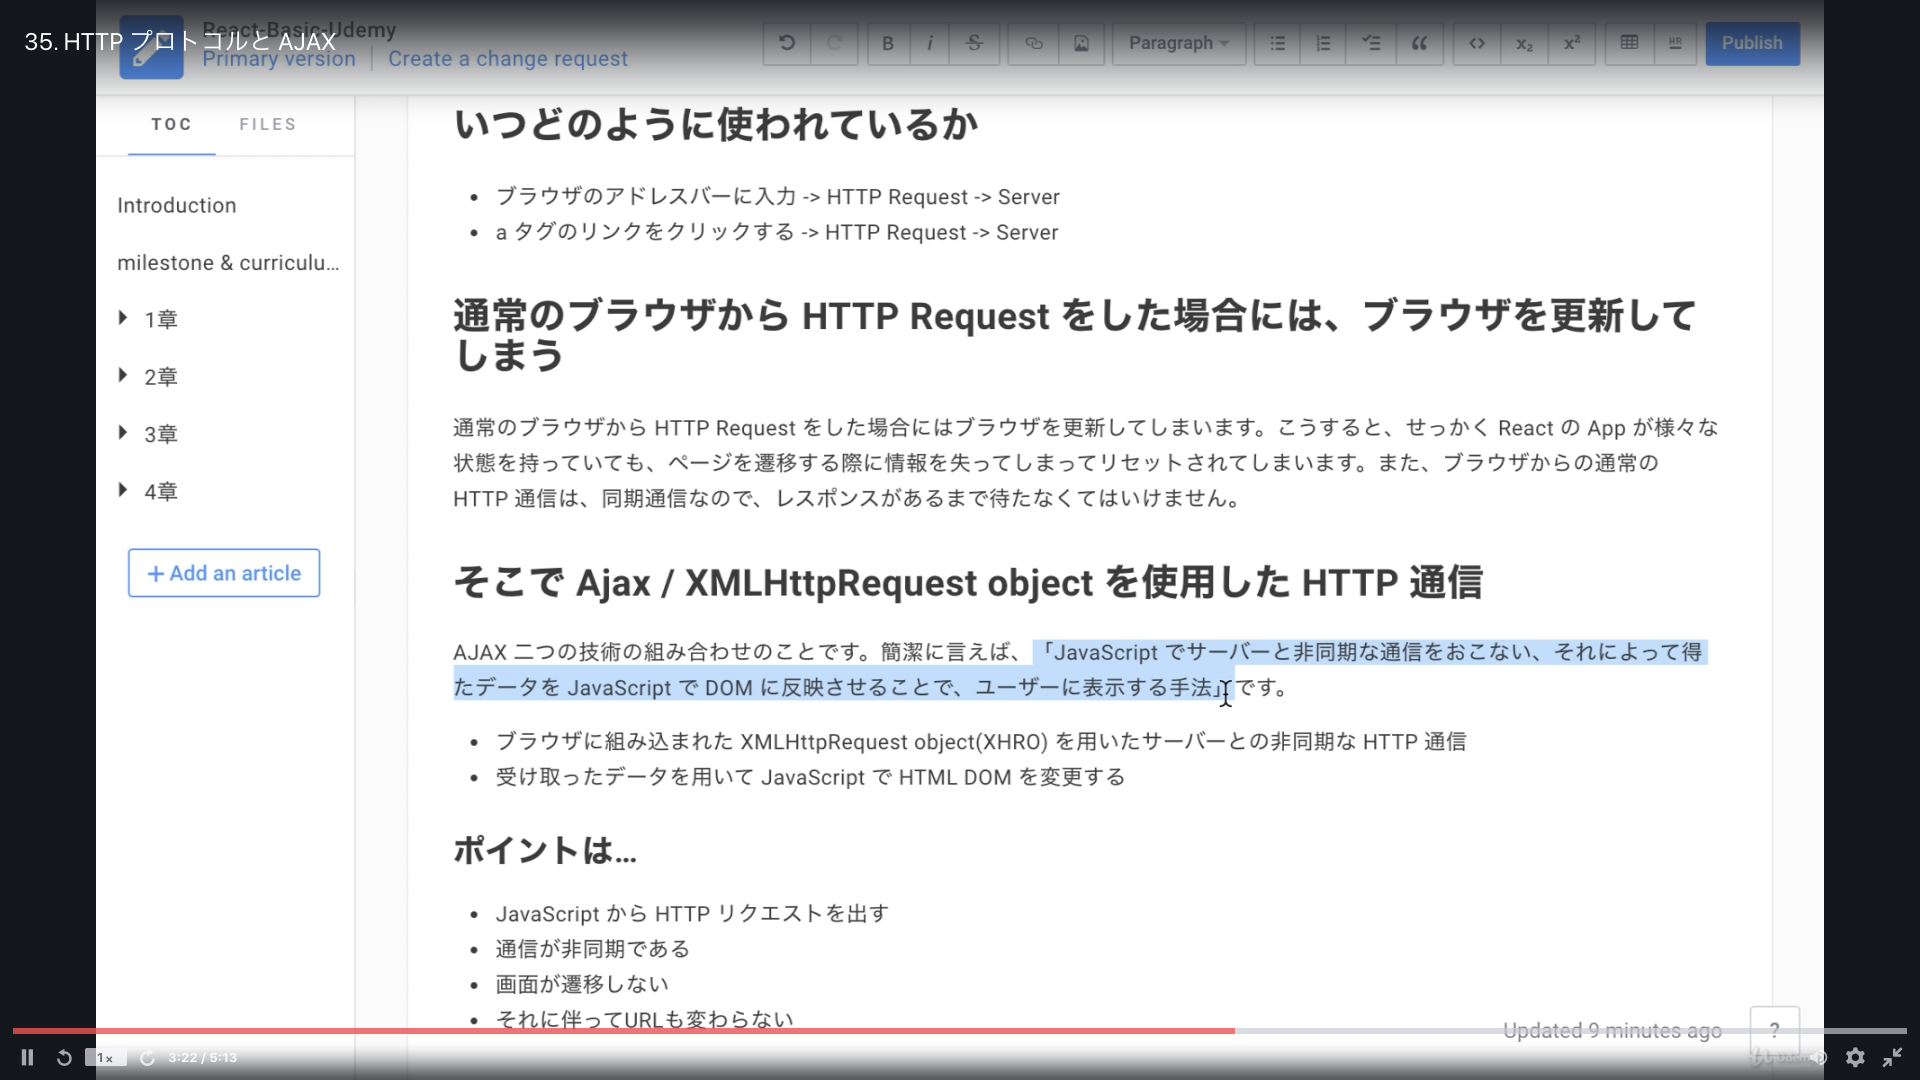 35. HTTP プロトコルと AJAX
React-Basic-Udemy
Primary version
Create a change request
B
i
S
Paragraph
x₂
x²
HR
Publish
TOC
FILES
Introduction
milestone & curriculu...
1章
2章
3章
4章
+ Add an article
いつどのように使われているか
• ブラウザのアドレスバーに入力 -> HTTP Request -> Server
• a タグのリンクをクリックする -> HTTP Request -> Server
通常のブラウザから HTTP Request をした場合には、ブラウザを更新して
しまう
通常のブラウザから HTTP Request をした場合にはブラウザを更新してしまいます。こうすると、せっかく React の App が様々な
状態を持っていても、ページを遷移する際に情報を失ってしまってリセットされてしまいます。また、ブラウザからの通常の
HTTP 通信は、同期通信なので、レスポンスがあるまで待たなくてはいけません。
そこで Ajax / XMLHttpRequest object を使用した HTTP 通信
AJAX 二つの技術の組み合わせのことです。簡潔に言えば、「JavaScript でサーバーと非同期な通信をおこない、それによって得
たデータを JavaScript で DOM に反映させることで、ユーザーに表示する手法」です。
• ブラウザに組み込まれた XMLHttpRequest object(XHRO) を用いたサーバーとの非同期な HTTP 通信
• 受け取ったデータを用いて JavaScript で HTML DOM を変更する
ポイントは...
• JavaScript から HTTP リクエストを出す
• 通信が非同期である
• 画面が遷移しない
• それに伴ってURLも変わらない
Updated 9 minutes ago
?
1x
3:22 / 5:13